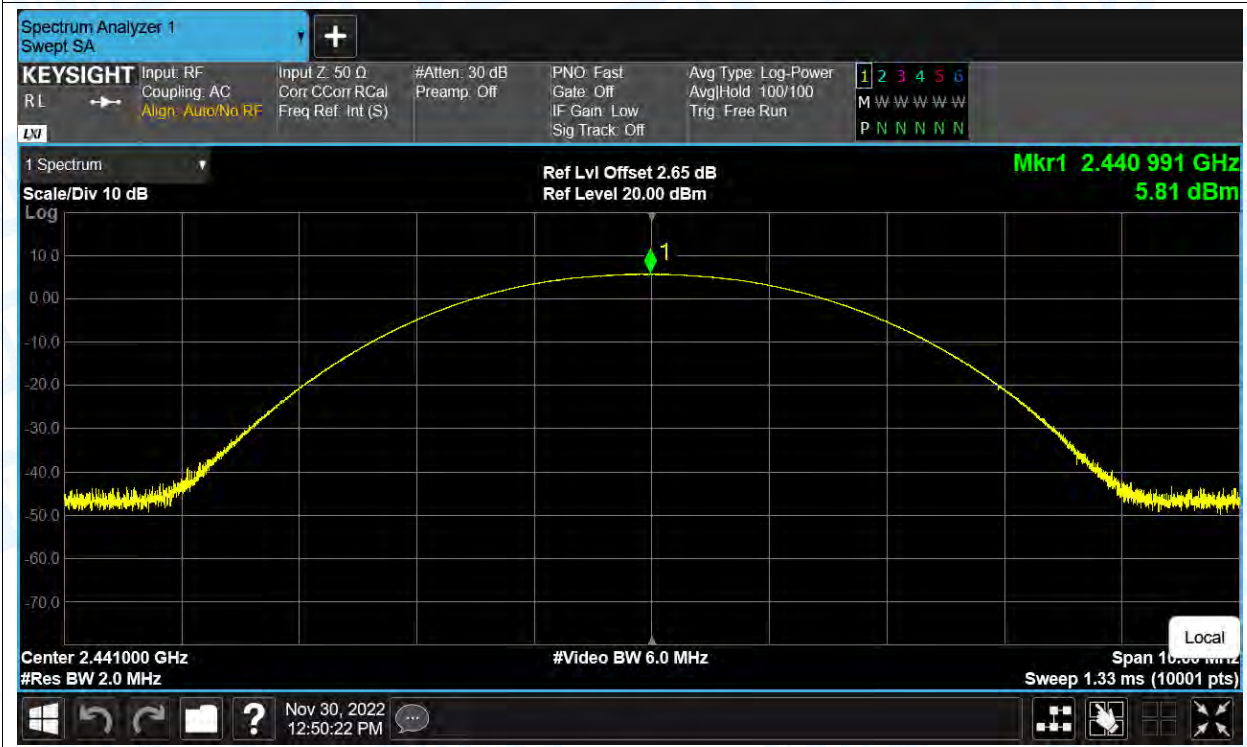 Spectrum Analyzer 1
Swept SA
KEYSIGHT
R L
LXI
Input: RF
Coupling: AC
Align: Auto/No RF
Input Z: 50 Ω
Corr CCorr RCal
Freq Ref: Int (S)
#Atten: 30 dB
Preamp: Off
PNO: Fast
Gate: Off
IF Gain: Low
Sig Track: Off
Avg Type: Log-Power
Avg|Hold: 100/100
Trig: Free Run
1 2 3 4 5 6
M W W W W W
P N N N N N
1 Spectrum
Scale/Div 10 dB
Log
Ref Lvl Offset 2.65 dB
Ref Level 20.00 dBm
Mkr1 2.440 991 GHz
5.81 dBm
1
10.0
0.00
-10.0
-20.0
-30.0
-40.0
-50.0
-60.0
-70.0
Local
Center 2.441000 GHz
#Video BW 6.0 MHz
Span 10.00 MHz
#Res BW 2.0 MHz
Sweep 1.33 ms (10001 pts)
?
Nov 30, 2022
12:50:22 PM